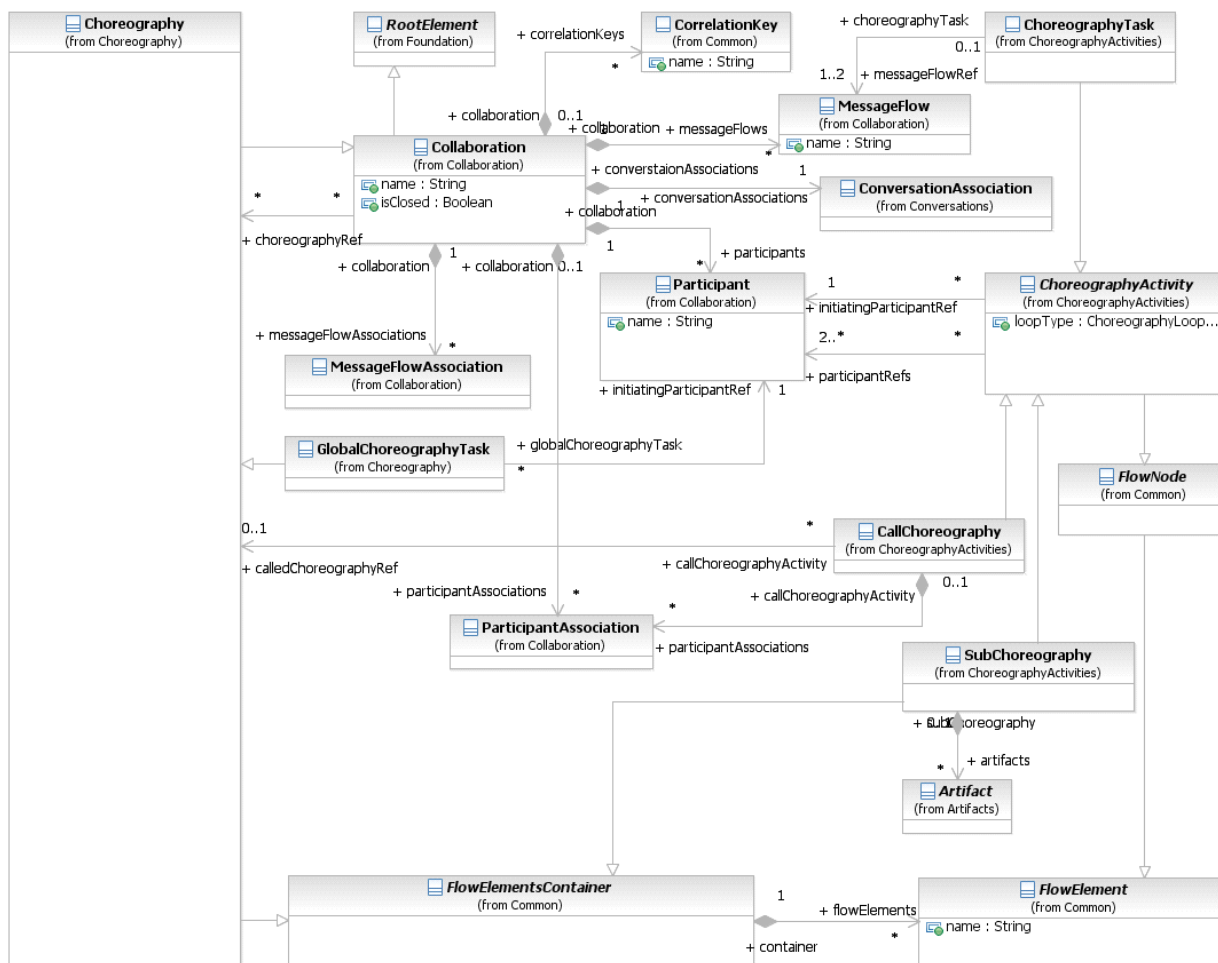 Choreography
(from Choreography)
RootElement
(from Foundation)
+ correlationKeys
*
CorrelationKey
(from Common)
name : String
+ choreographyTask
0..1
ChoreographyTask
(from ChoreographyActivities)
1..2
+ messageFlowRef
MessageFlow
(from Collaboration)
name : String
+ collaboration
0..1
+ collaboration
1
+ messageFlows
*
Collaboration
(from Collaboration)
name : String
isClosed : Boolean
+ converstaionAssociations
1
1
+ conversationAssociations
ConversationAssociation
(from Conversations)
*
*
+ choreographyRef
+ collaboration
1
+ participants
*
+ collaboration
1
+ collaboration
0..1
Participant
(from Collaboration)
name : String
1
*
+ initiatingParticipantRef
2..*
*
+ participantRefs
ChoreographyActivity
(from ChoreographyActivities)
loopType : ChoreographyLoop...
+ messageFlowAssociations
*
MessageFlowAssociation
(from Collaboration)
+ initiatingParticipantRef
1
GlobalChoreographyTask
(from Choreography)
+ globalChoreographyTask
*
FlowNode
(from Common)
0..1
*
+ calledChoreographyRef
+ callChoreographyActivity
CallChoreography
(from ChoreographyActivities)
0..1
+ callChoreographyActivity
+ participantAssociations
*
*
+ participantAssociations
ParticipantAssociation
(from Collaboration)
SubChoreography
(from ChoreographyActivities)
+ subChoreography
0..1
+ artifacts
*
Artifact
(from Artifacts)
FlowElementsContainer
(from Common)
1
+ flowElements
*
+ container
FlowElement
(from Common)
name : String